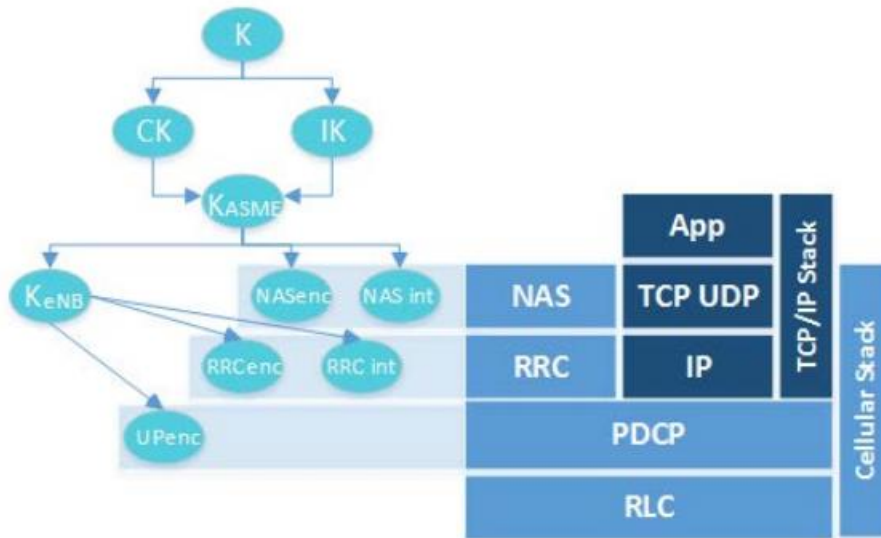 K
CK
IK
KASME
App
TCP/IP Stack
KeNB
NASenc
NAS int
NAS
TCP UDP
Cellular Stack
RRCenc
RRC int
RRC
IP
UPenc
PDCP
RLC